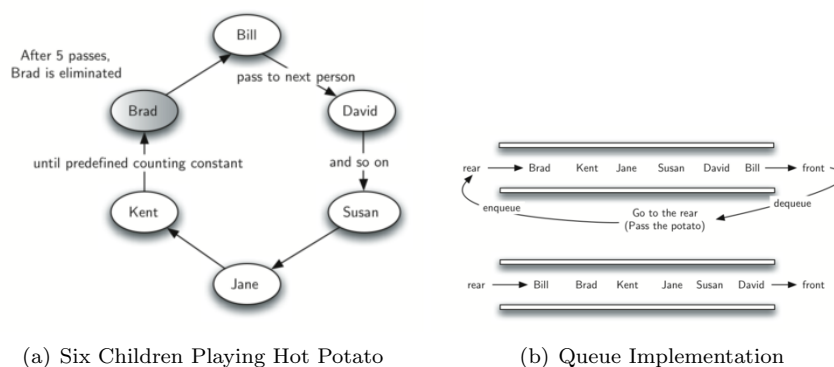 Bill
After 5 passes,
Brad is eliminated
pass to next person
Brad
David
until predefined counting constant
and so on
Kent
Susan
Jane
(a) Six Children Playing Hot Potato
rear Brad Kent Jane Susan David Bill front
enqueue
Go to the rear
(Pass the potato)
dequeue
rear Bill Brad Kent Jane Susan David front
(b) Queue Implementation